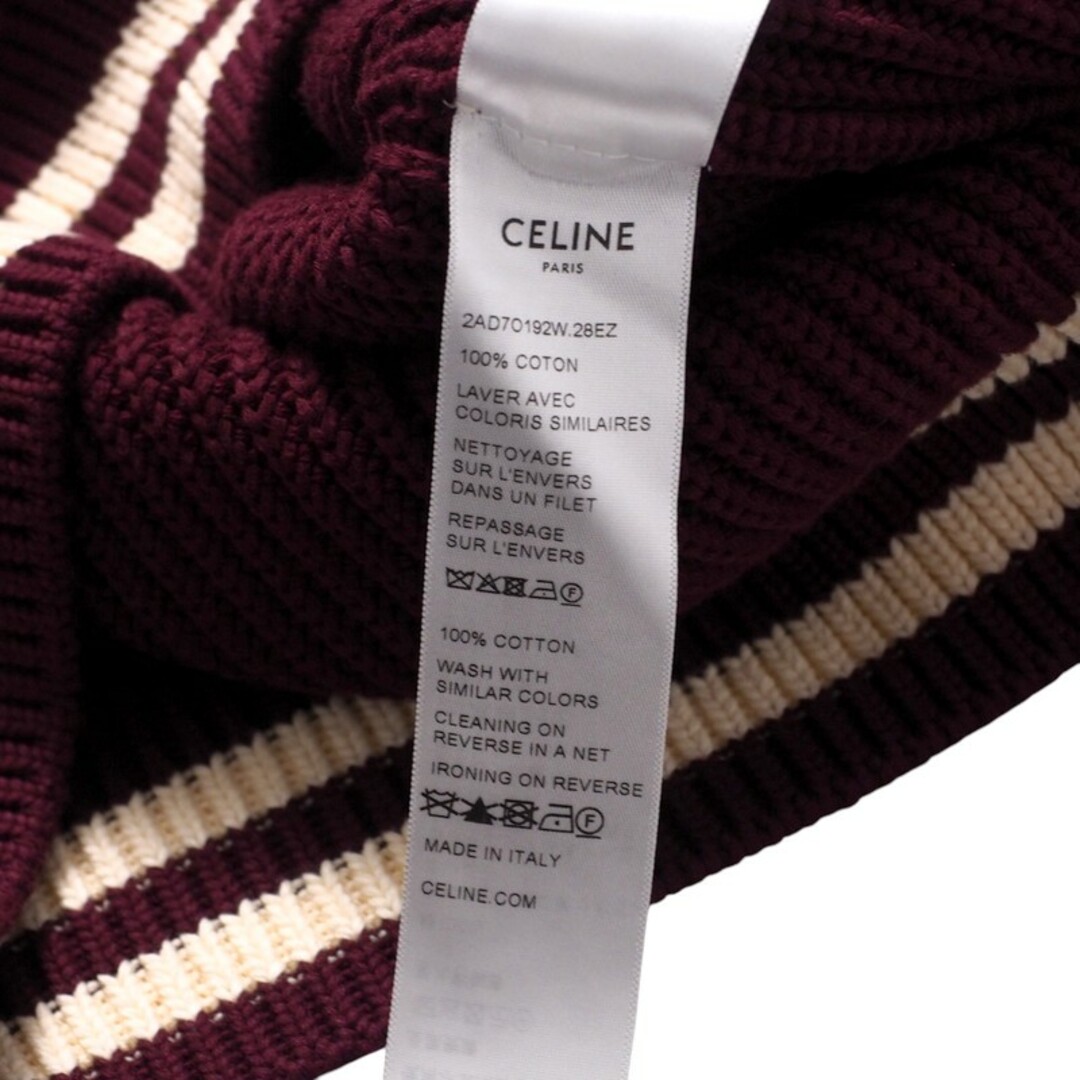 CELINE
PARIS
2AD70192W.28EZ
100% COTON
LAVER AVEC
COLORIS SIMILAIRES
NETTOYAGE
SUR L'ENVERS
DANS UN FILET
REPASSAGE
SUR L'ENVERS
F
100% COTTON
WASH WITH
SIMILAR COLORS
CLEANING ON
REVERSE IN A NET
IRONING ON REVERSE
F
MADE IN ITALY
CELINE.COM